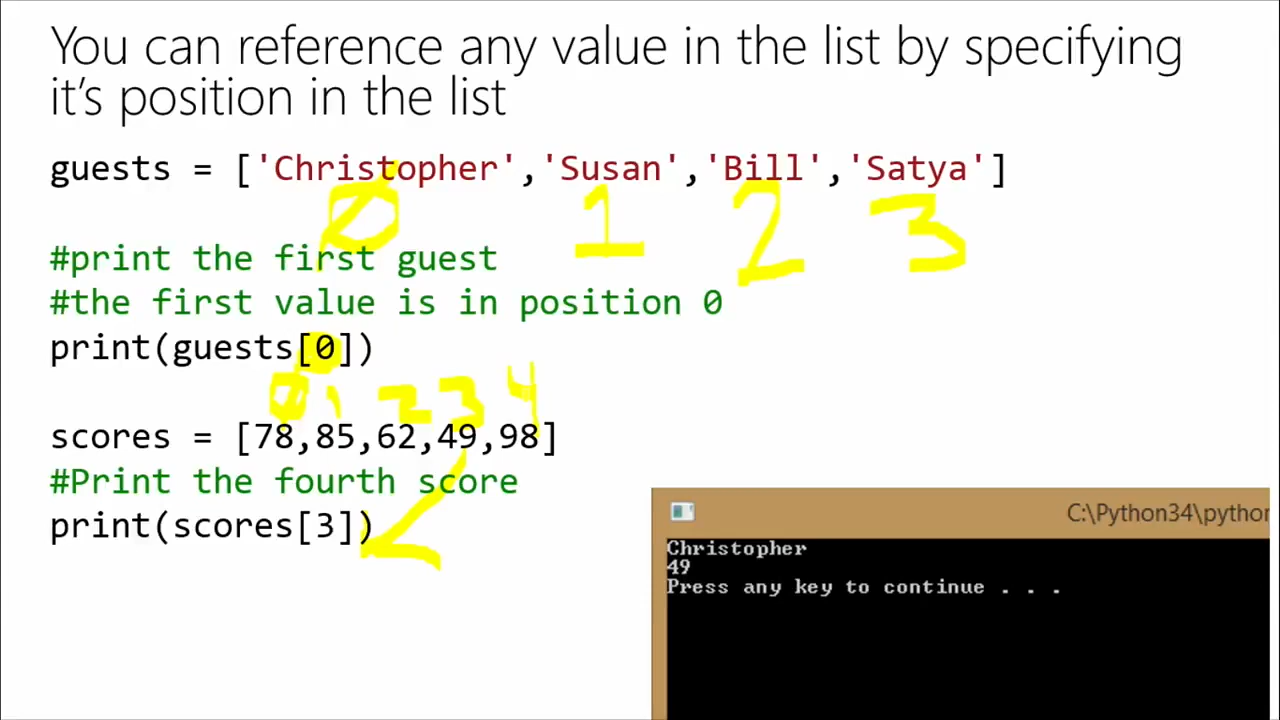 You can reference any value in the list by specifying
it's position in the list
guests = ['Christopher','Susan','Bill','Satya']
0 1 2 3
#print the first guest
#the first value is in position 0
print(guests[0])
0 1 2 3 4
scores = [78,85,62,49,98]
#Print the fourth score
print(scores[3])
C:\Python34\python
Christopher
49
Press any key to continue . . .